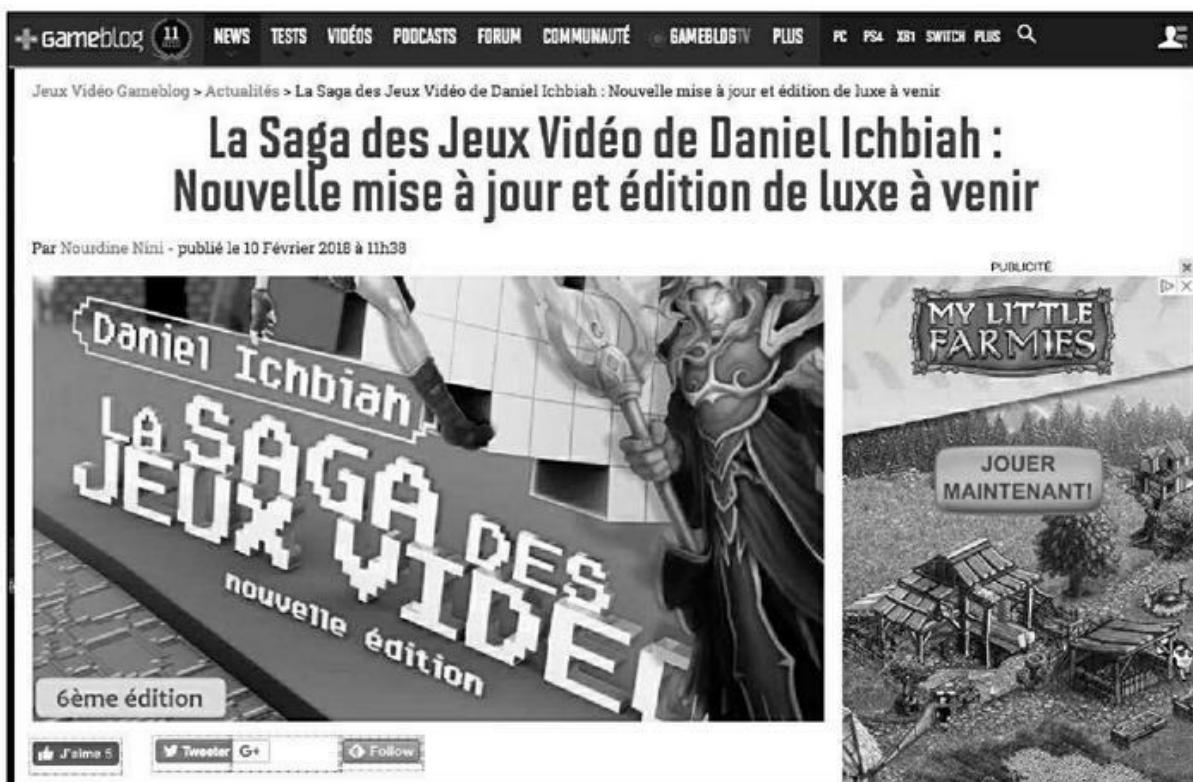 gameblog 11 NEWS TESTS VIDÉOS PODCASTS FORUM COMMUNAUTÉ GAMEBLOGTV PLUS PC PS4 XB1 SWITCH PLUS
Jeux Vidéo Gameblog > Actualités > La Saga des Jeux Vidéo de Daniel Ichbiah : Nouvelle mise à jour et édition de luxe à venir
La Saga des Jeux Vidéo de Daniel Ichbiah :
Nouvelle mise à jour et édition de luxe à venir
Par Nourdine Nini - publié le 10 Février 2018 à 11h38
PUBLICITÉ
Daniel Ichbiah
LA SAGA DES
JEUX VIDEO
nouvelle édition
6ème édition
MY LITTLE
FARMIES
JOUER
MAINTENANT!
J'aime 5 Tweeter G+ Follow